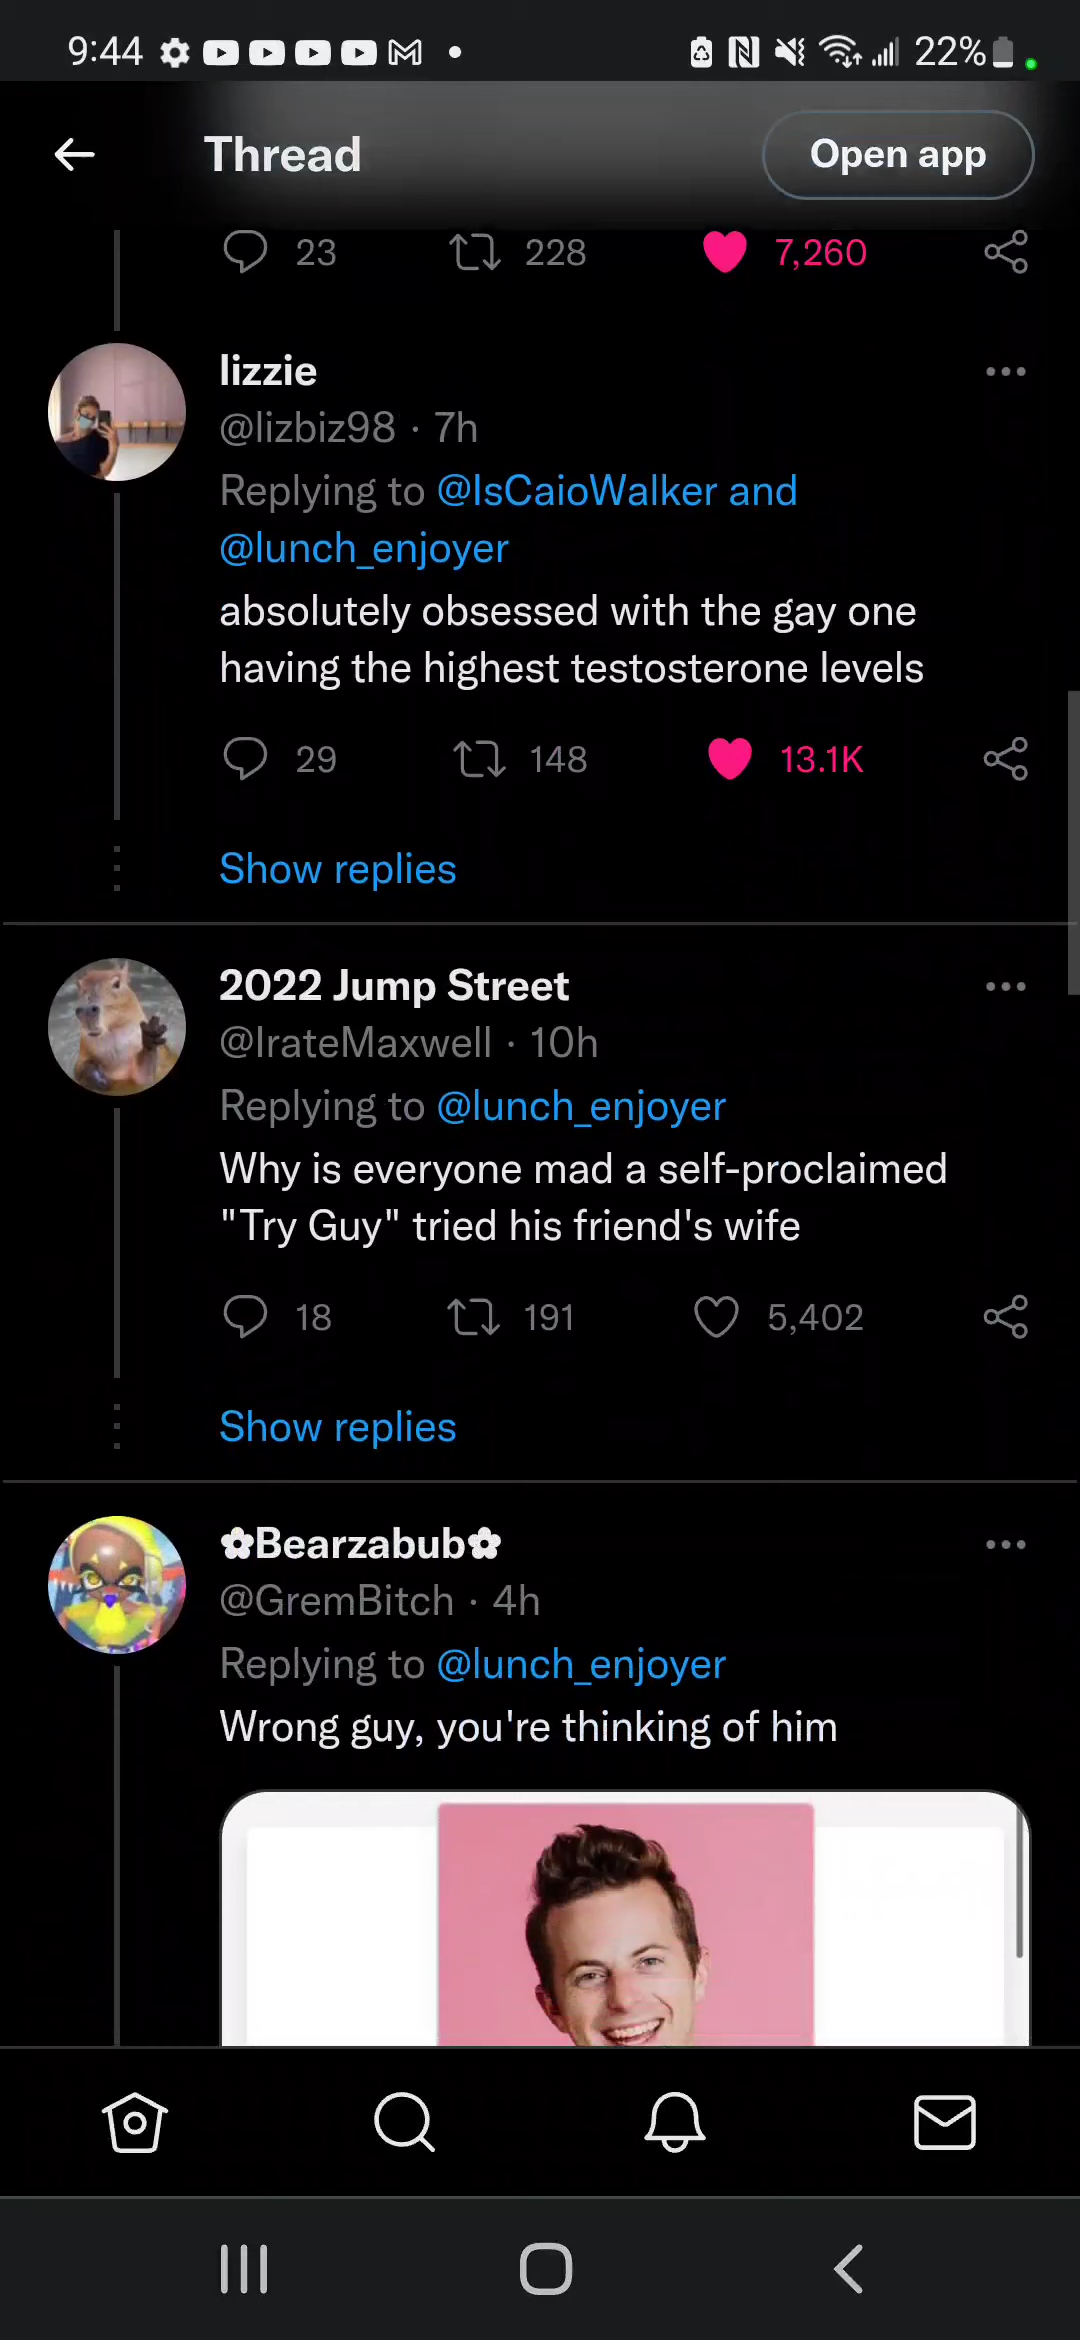 9:44
22%
Thread
Open app
23 228 7,260
lizzie
@lizbiz98 · 7h
Replying to @IsCaioWalker and
@lunch_enjoyer
absolutely obsessed with the gay one
having the highest testosterone levels
29 148 13.1K
Show replies
2022 Jump Street
@IrateMaxwell · 10h
Replying to @lunch_enjoyer
Why is everyone mad a self-proclaimed
"Try Guy" tried his friend's wife
18 191 5,402
Show replies
✿Bearzabub✿
@GremBitch · 4h
Replying to @lunch_enjoyer
Wrong guy, you're thinking of him